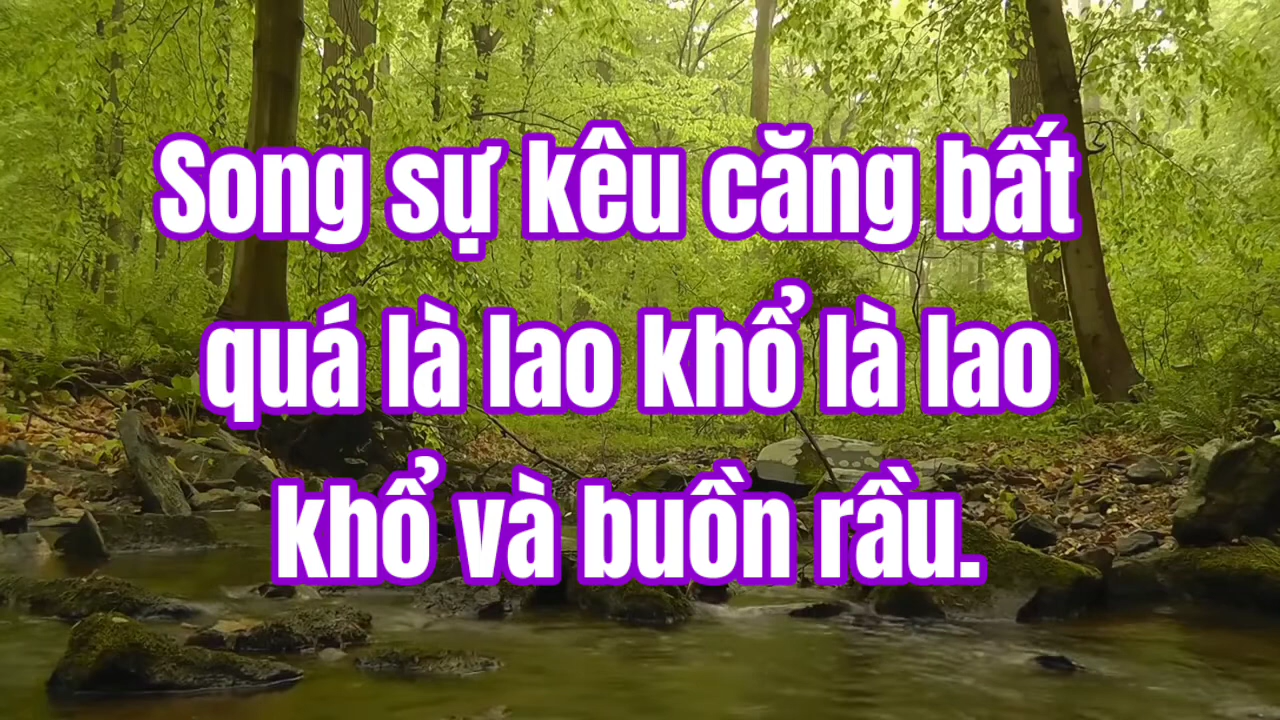 Song sự kêu căng bất
quá là lao khổ là lao
khổ và buồn rầu.